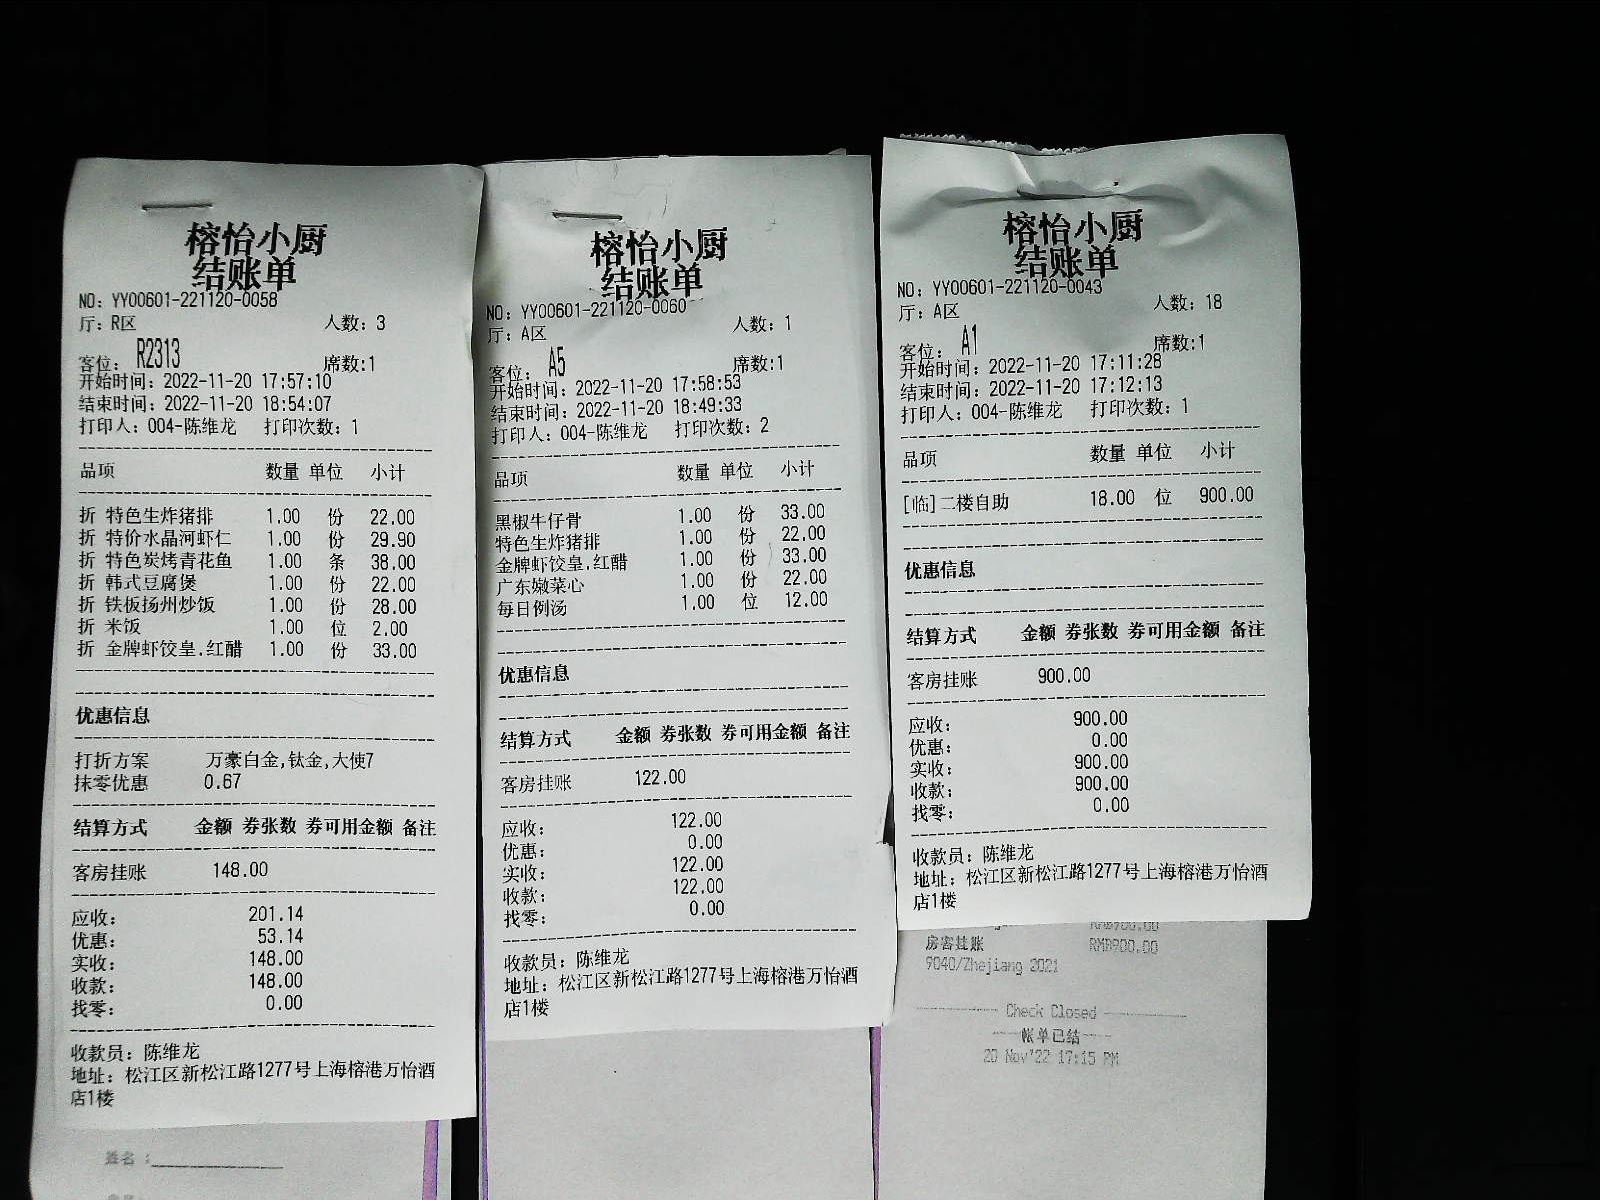 榕怡小厨
结账单
NO: YY00601-221120-0058
厅: R区 人数: 3
客位: R2313 席数:1
开始时间: 2022-11-20 17:57:10
结束时间: 2022-11-20 18:54:07
打印人: 004-陈维龙 打印次数: 1
品项 数量 单位 小计
折 特色生炸猪排 1.00 份 22.00
折 特价水晶河虾仁 1.00 份 29.90
折 特色炭烤青花鱼 1.00 条 38.00
折 韩式豆腐煲 1.00 份 22.00
折 铁板扬州炒饭 1.00 份 28.00
折 米饭 1.00 位 2.00
折 金牌虾饺皇.红醋 1.00 份 33.00
优惠信息
打折方案 万豪白金,钛金,大使7
抹零优惠 0.67
结算方式 金额 券张数 券可用金额 备注
客房挂账 148.00
应收: 201.14
优惠: 53.14
实收: 148.00
收款: 148.00
找零: 0.00
收款员: 陈维龙
地址: 松江区新松江路1277号上海榕港万怡酒
店1楼
姓名:
榕怡小厨
结账单
NO: YY00601-221120-0060
厅: A区 人数: 1
客位: A5 席数:1
开始时间: 2022-11-20 17:58:53
结束时间: 2022-11-20 18:49:33
打印人: 004-陈维龙 打印次数: 2
品项 数量 单位 小计
黑椒牛仔骨 1.00 份 33.00
特色生炸猪排 1.00 份 22.00
金牌虾饺皇.红醋 1.00 份 33.00
广东嫩菜心 1.00 份 22.00
每日例汤 1.00 位 12.00
优惠信息
结算方式 金额 券张数 券可用金额 备注
客房挂账 122.00
应收: 122.00
优惠: 0.00
实收: 122.00
收款: 122.00
找零: 0.00
收款员: 陈维龙
地址: 松江区新松江路1277号上海榕港万怡酒
店1楼
榕怡小厨
结账单
NO: YY00601-221120-0043
厅: A区 人数: 18
客位: A1 席数:1
开始时间: 2022-11-20 17:11:28
结束时间: 2022-11-20 17:12:13
打印人: 004-陈维龙 打印次数: 1
品项 数量 单位 小计
[临]二楼自助 18.00 位 900.00
优惠信息
结算方式 金额 券张数 券可用金额 备注
客房挂账 900.00
应收: 900.00
优惠: 0.00
实收: 900.00
收款: 900.00
找零: 0.00
收款员: 陈维龙
地址: 松江区新松江路1277号上海榕港万怡酒
店1楼
RMB900.00
房客挂账 RMB900.00
9040/Zhejiang 2021
Check Closed
帐单已结
20 Nov'22 17:15 PM